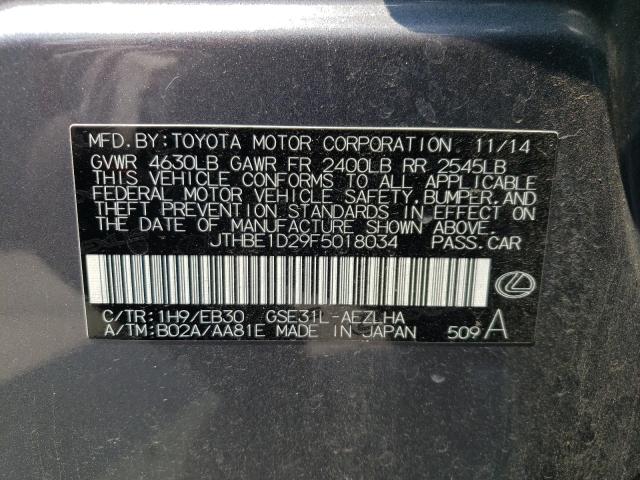 MFD. BY: TOYOTA MOTOR CORPORATION 11/14
GVWR 4630LB GAWR FR 2400LB RR 2545LB
THIS VEHICLE CONFORMS TO ALL APPLICABLE
FEDERAL MOTOR VEHICLE SAFETY, BUMPER, AND
THEFT PREVENTION STANDARDS IN EFFECT ON THE DATE OF
MANUFACTURE SHOWN ABOVE.
JTHBE1D29F5018034 PASS. CAR
C/TR: 1H9/EB30 GSE31L-AEZLHA
A/TM: B02A/AA81E MADE IN JAPAN 509 A